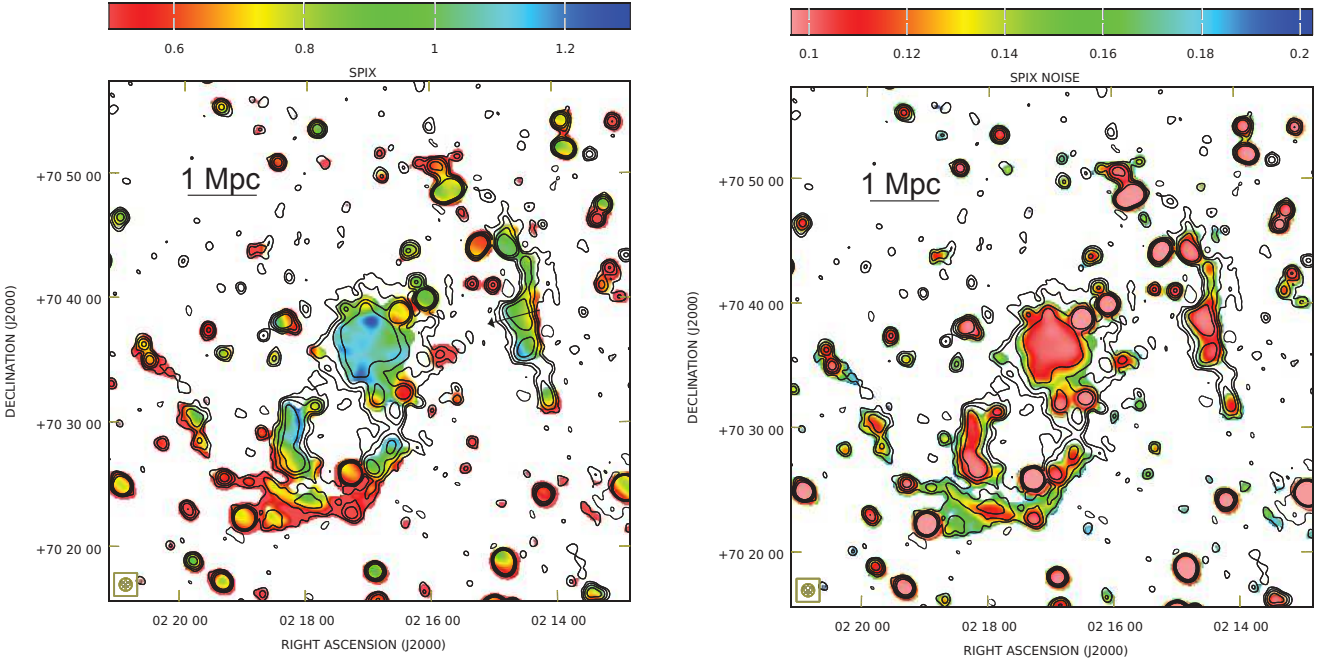 0.6 0.8 1 1.2
SPIX
1 Mpc
+70 50 00
+70 40 00
+70 30 00
+70 20 00
DECLINATION (J2000)
02 20 00 02 18 00 02 16 00 02 14 00
RIGHT ASCENSION (J2000)
0.1 0.12 0.14 0.16 0.18 0.2
SPIX NOISE
1 Mpc
+70 50 00
+70 40 00
+70 30 00
+70 20 00
DECLINATION (J2000)
02 20 00 02 18 00 02 16 00 02 14 00
RIGHT ASCENSION (J2000)